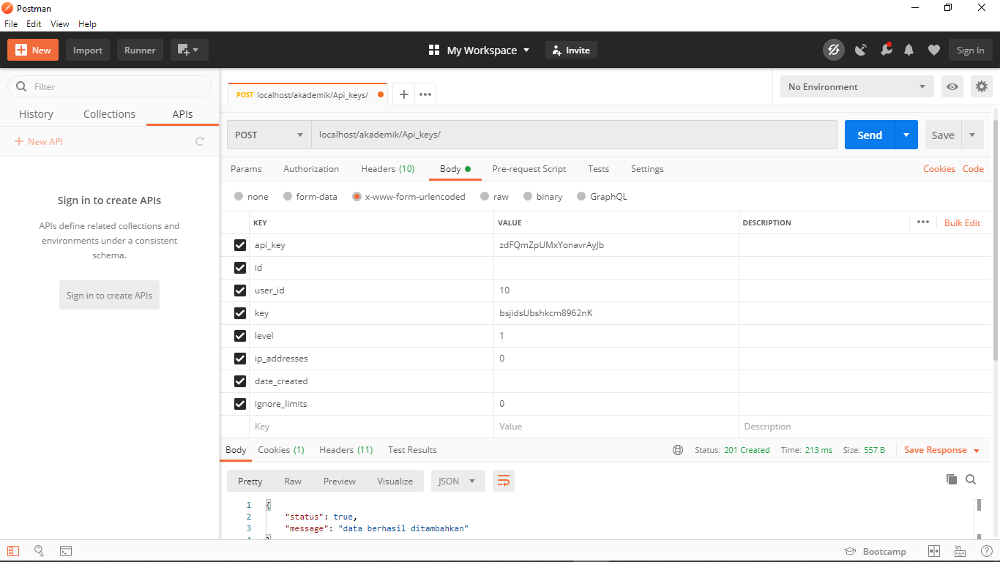 Postman
File Edit View Help
New Import Runner My Workspace Invite Sign In
Filter
History Collections APIs
New API
Sign in to create APIs
APIs define related collections and
environments under a consistent
schema.
Sign in to create APIs
POST localhost/akademik/Api_keys/ No Environment
POST localhost/akademik/Api_keys/ Send Save
Params Authorization Headers (10) Body Pre-request Script Tests Settings Cookies Code
none form-data x-www-form-urlencoded raw binary GraphQL
KEY VALUE DESCRIPTION Bulk Edit
api_key zdFQmZpUMxYonavrAyJb
id
user_id 10
key bsjidsUbshkcm8962nK
level 1
ip_addresses 0
date_created
ignore_limits 0
Key Value Description
Body Cookies (1) Headers (11) Test Results Status: 201 Created Time: 213 ms Size: 557 B Save Response
Pretty Raw Preview Visualize JSON
1 {
2 "status": true,
3 "message": "data berhasil ditambahkan"
4 }
Bootcamp